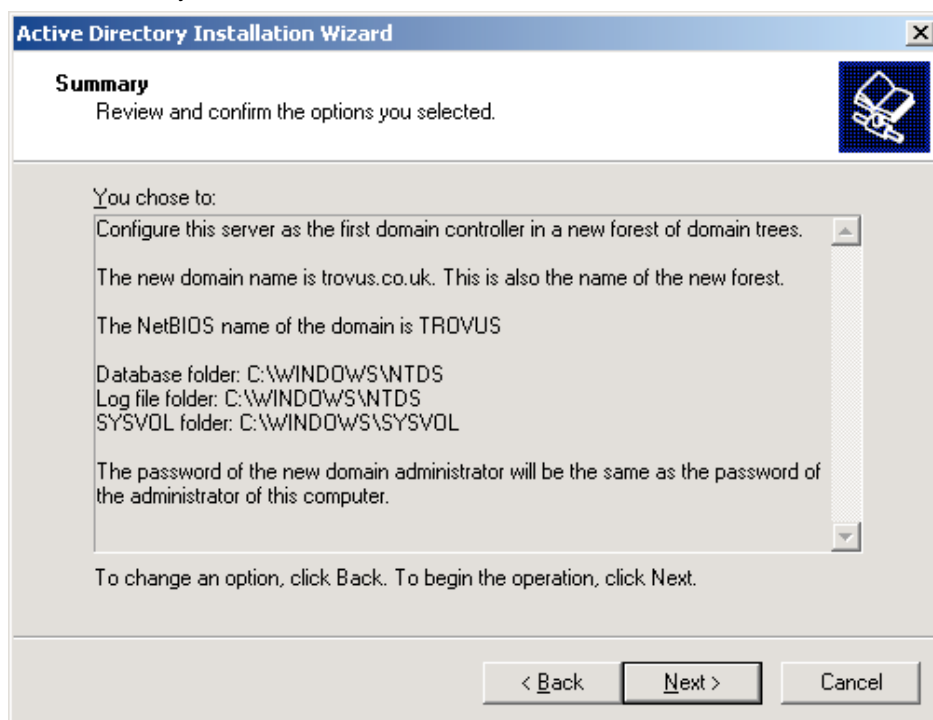 Active Directory Installation Wizard
Summary
Review and confirm the options you selected.
You chose to:
Configure this server as the first domain controller in a new forest of domain trees.
The new domain name is trovus.co.uk. This is also the name of the new forest.
The NetBIOS name of the domain is TROVUS
Database folder: C:\WINDOWS\NTDS
Log file folder: C:\WINDOWS\NTDS
SYSVOL folder: C:\WINDOWS\SYSVOL
The password of the new domain administrator will be the same as the password of
the administrator of this computer.
To change an option, click Back. To begin the operation, click Next.
< Back
Next >
Cancel